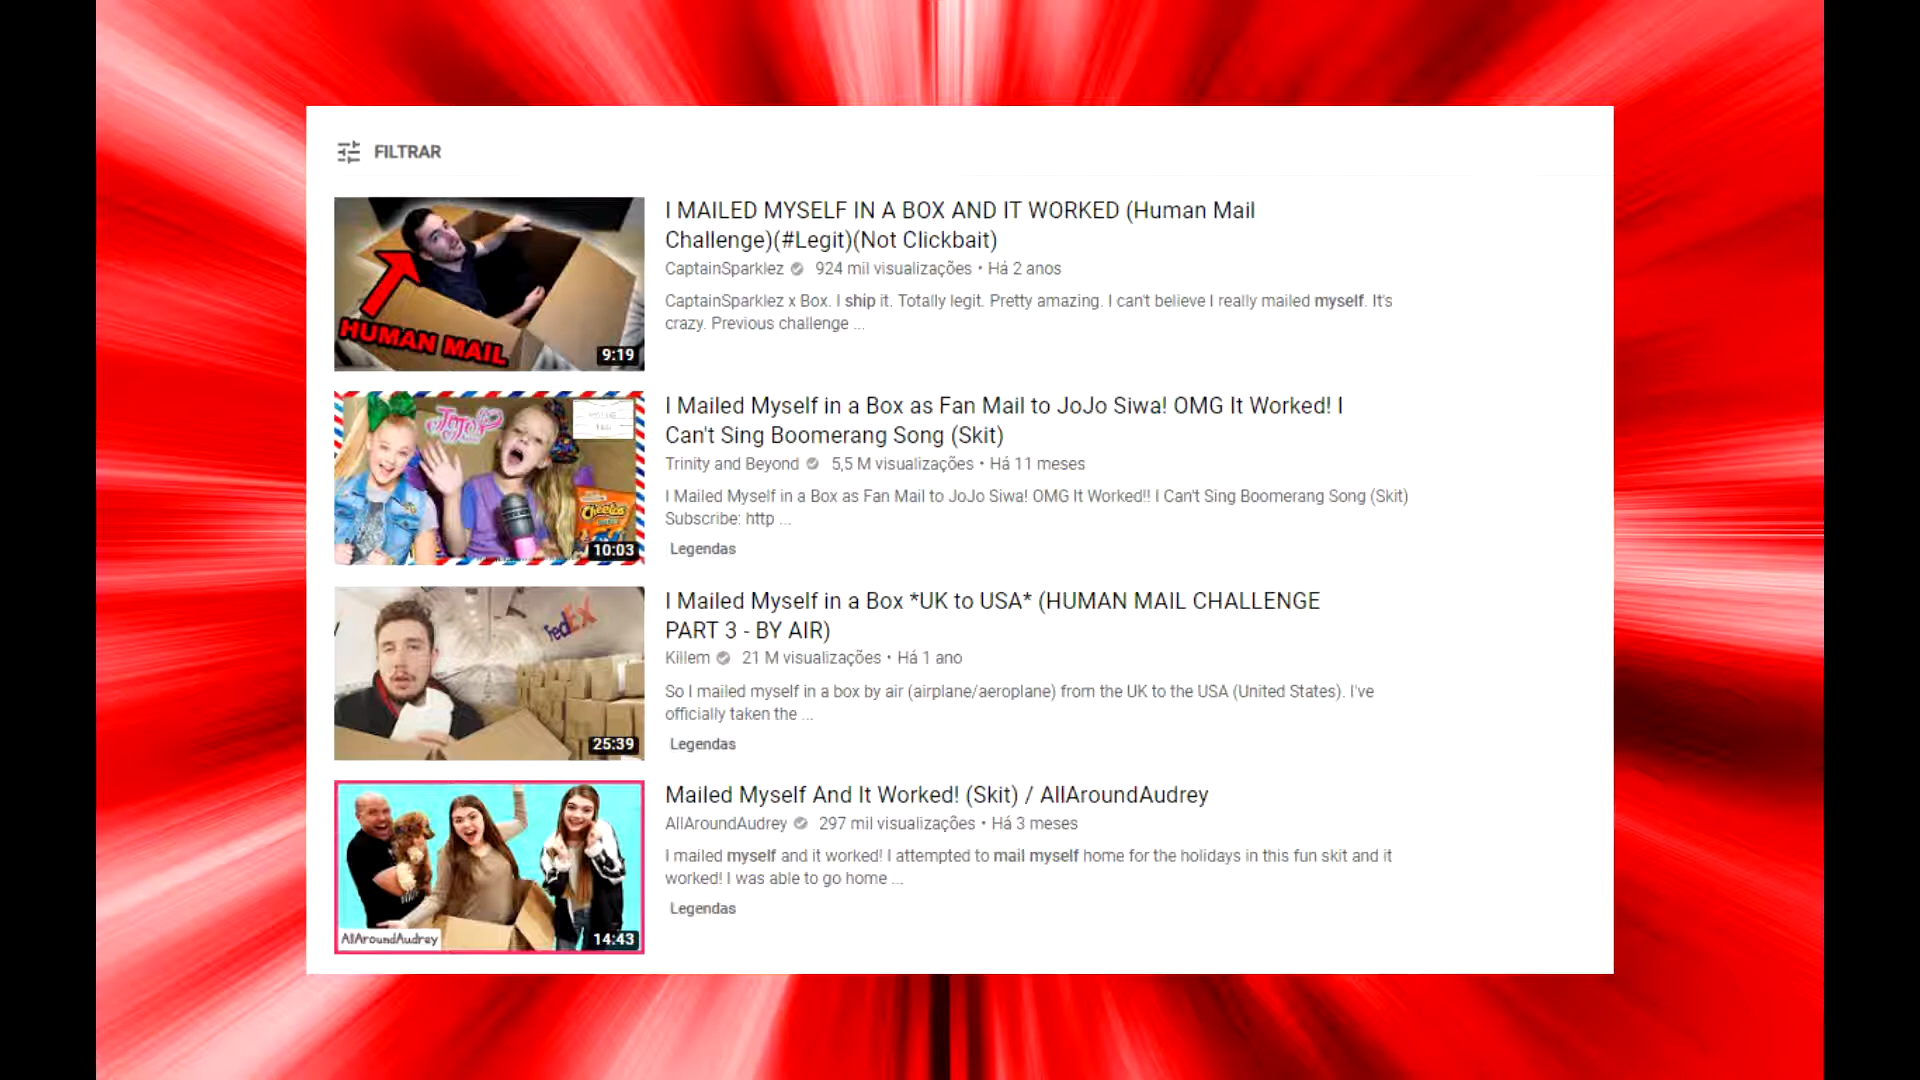 FILTRAR
HUMAN MAIL
9:19
I MAILED MYSELF IN A BOX AND IT WORKED (Human Mail
Challenge)(#Legit)(Not Clickbait)
CaptainSparklez 924 mil visualizações • Há 2 anos
CaptainSparklez x Box. I ship it. Totally legit. Pretty amazing. I can't believe I really mailed myself. It's
crazy. Previous challenge ...
JoJo
Cheetos
10:03
I Mailed Myself in a Box as Fan Mail to JoJo Siwa! OMG It Worked! I
Can't Sing Boomerang Song (Skit)
Trinity and Beyond 5,5 M visualizações • Há 11 meses
I Mailed Myself in a Box as Fan Mail to JoJo Siwa! OMG It Worked!! I Can't Sing Boomerang Song (Skit)
Subscribe: http ...
Legendas
FedEx
25:39
I Mailed Myself in a Box *UK to USA* (HUMAN MAIL CHALLENGE
PART 3 - BY AIR)
Killem 21 M visualizações • Há 1 ano
So I mailed myself in a box by air (airplane/aeroplane) from the UK to the USA (United States). I've
officially taken the ...
Legendas
AllAroundAudrey
14:43
Mailed Myself And It Worked! (Skit) / AllAroundAudrey
AllAroundAudrey 297 mil visualizações • Há 3 meses
I mailed myself and it worked! I attempted to mail myself home for the holidays in this fun skit and it
worked! I was able to go home ...
Legendas